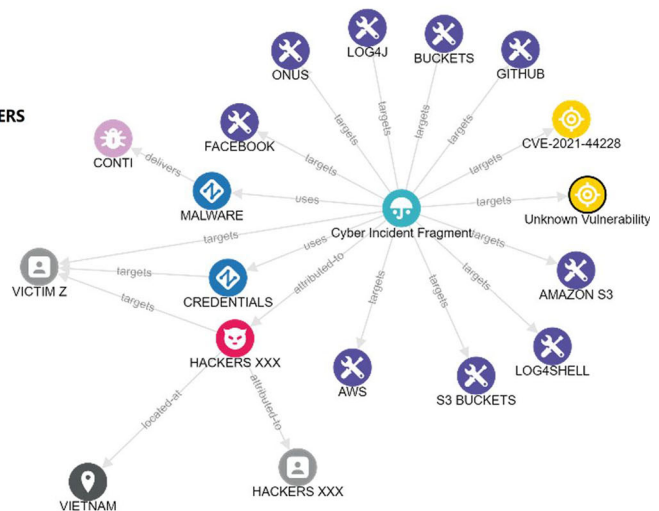 LOG4J
BUCKETS
ONUS
GITHUB
ERS
FACEBOOK
CVE-2021-44228
CONTI
delivers
targets
targets
targets
targets
targets
targets
MALWARE
uses
targets
Unknown Vulnerability
Cyber Incident Fragment
targets
targets
uses
attributed-to
VICTIM Z
targets
CREDENTIALS
targets
targets
targets
targets
AMAZON S3
HACKERS XXX
AWS
S3 BUCKETS
LOG4SHELL
located-at
attributed-to
VIETNAM
HACKERS XXX